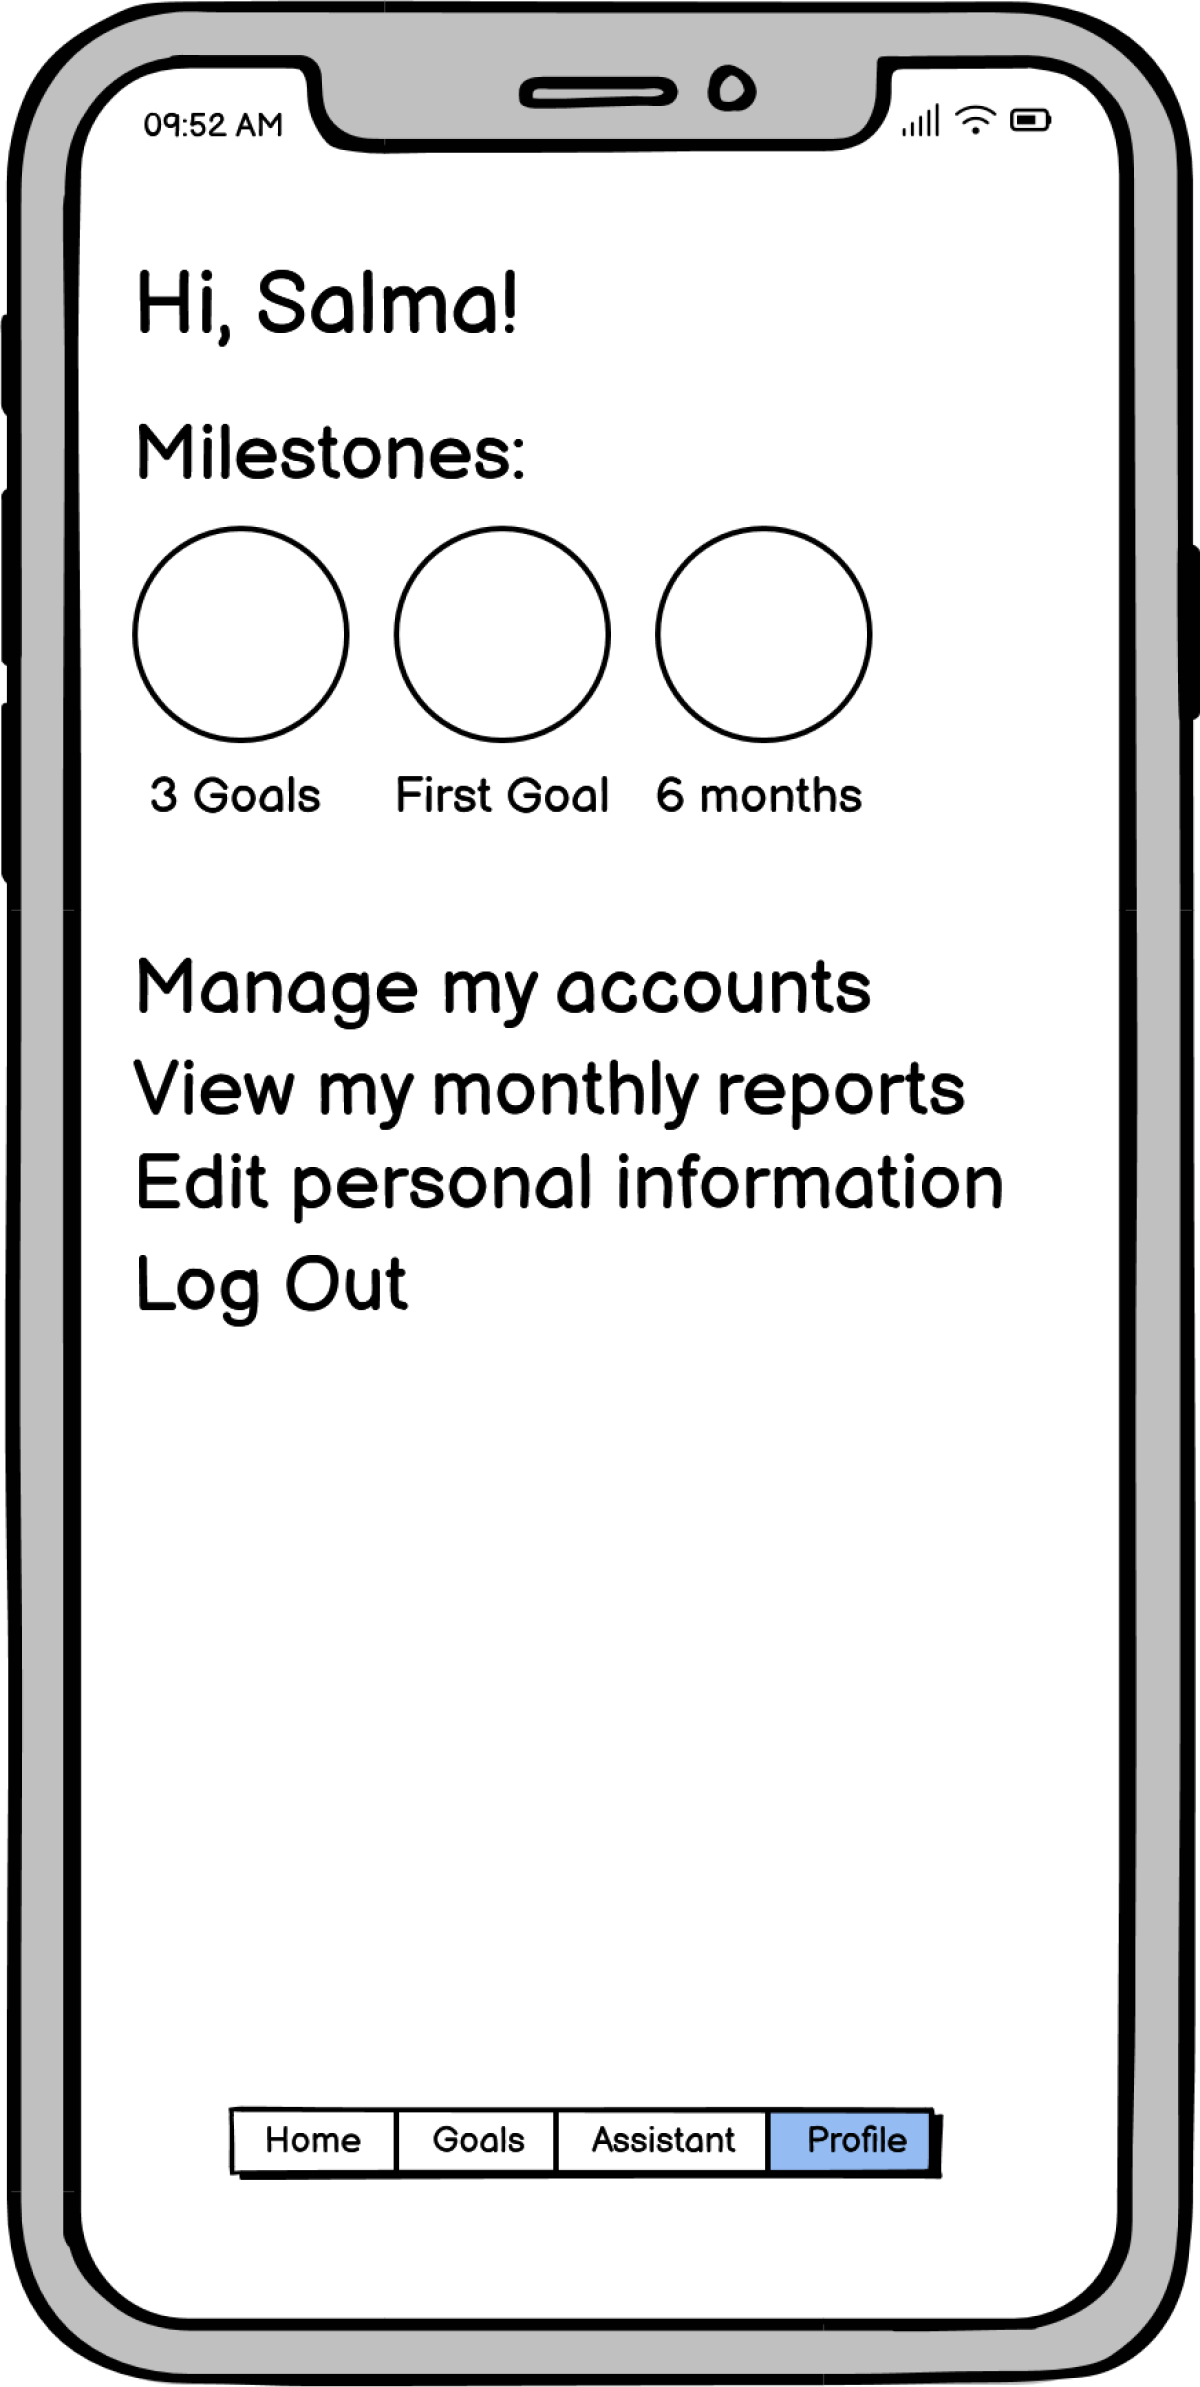 09:52 AM
Hi, Salma!
Milestones:
3 Goals First Goal 6 months
Manage my accounts
View my monthly reports
Edit personal information
Log Out
Home Goals Assistant Profile